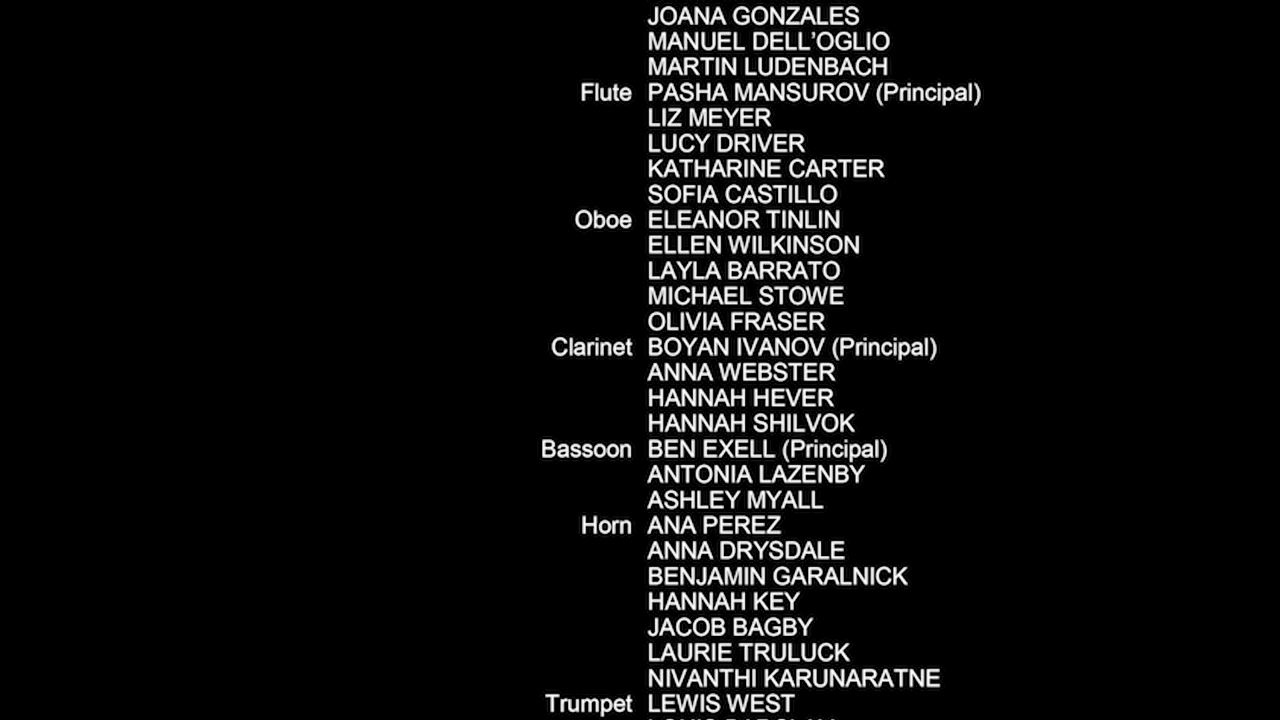 JOANA GONZALES
MANUEL DELL'OGLIO
MARTIN LUDENBACH
Flute PASHA MANSUROV (Principal)
LIZ MEYER
LUCY DRIVER
KATHARINE CARTER
SOFIA CASTILLO
Oboe ELEANOR TINLIN
ELLEN WILKINSON
LAYLA BARRATO
MICHAEL STOWE
OLIVIA FRASER
Clarinet BOYAN IVANOV (Principal)
ANNA WEBSTER
HANNAH HEVER
HANNAH SHILVOK
Bassoon BEN EXELL (Principal)
ANTONIA LAZENBY
ASHLEY MYALL
Horn ANA PEREZ
ANNA DRYSDALE
BENJAMIN GARALNICK
HANNAH KEY
JACOB BAGBY
LAURIE TRULUCK
NIVANTHI KARUNARATNE
Trumpet LEWIS WEST